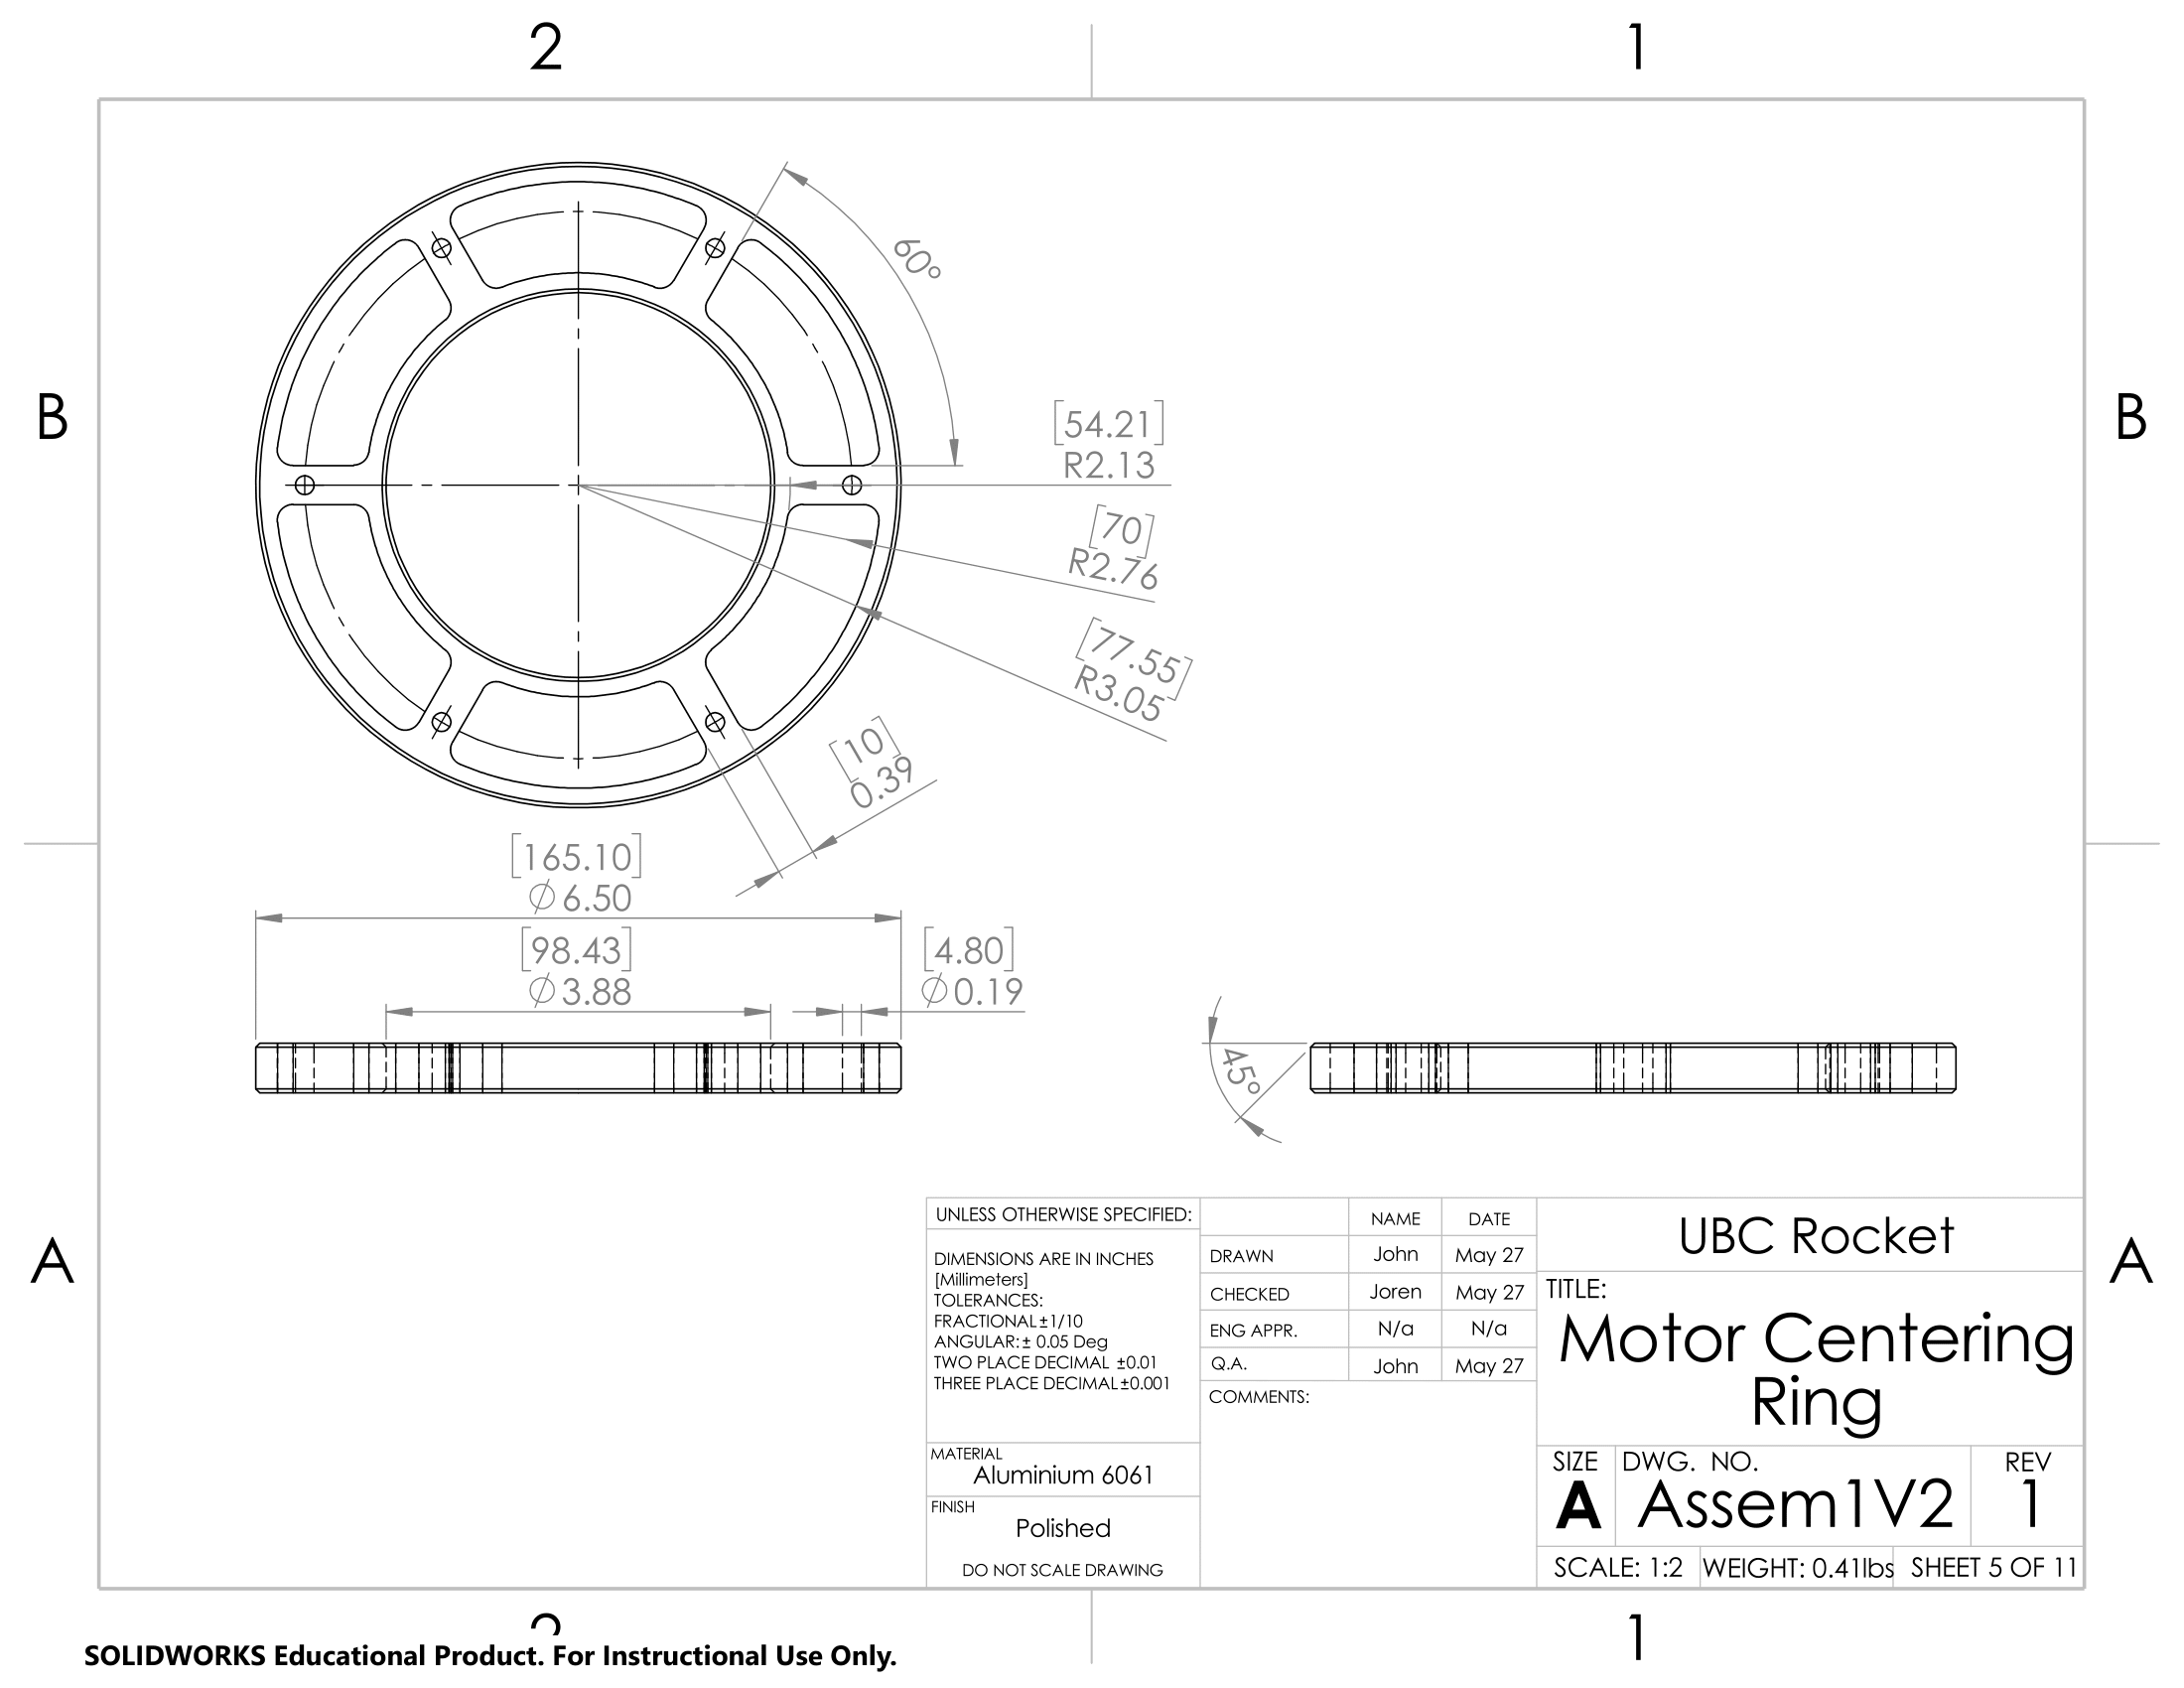 2
1
B
B
60°
[54.21]
R2.13
[70]
R2.76
[77.55]
R3.05
[10]
0.39
[165.10]
∅6.50
[98.43]
∅3.88
[4.80]
∅0.19
45°
A
A
UNLESS OTHERWISE SPECIFIED:
DIMENSIONS ARE IN INCHES
[Millimeters]
TOLERANCES:
FRACTIONAL±1/10
ANGULAR:± 0.05 Deg
TWO PLACE DECIMAL ±0.01
THREE PLACE DECIMAL±0.001
MATERIAL
Aluminium 6061
FINISH
Polished
DO NOT SCALE DRAWING
NAME DATE
DRAWN John May 27
CHECKED Joren May 27
ENG APPR. N/a N/a
Q.A. John May 27
COMMENTS:
UBC Rocket
TITLE:
Motor Centering
Ring
SIZE DWG. NO. REV
A Assem1V2 1
SCALE: 1:2 WEIGHT: 0.41lbs SHEET 5 OF 11
2
1
SOLIDWORKS Educational Product. For Instructional Use Only.